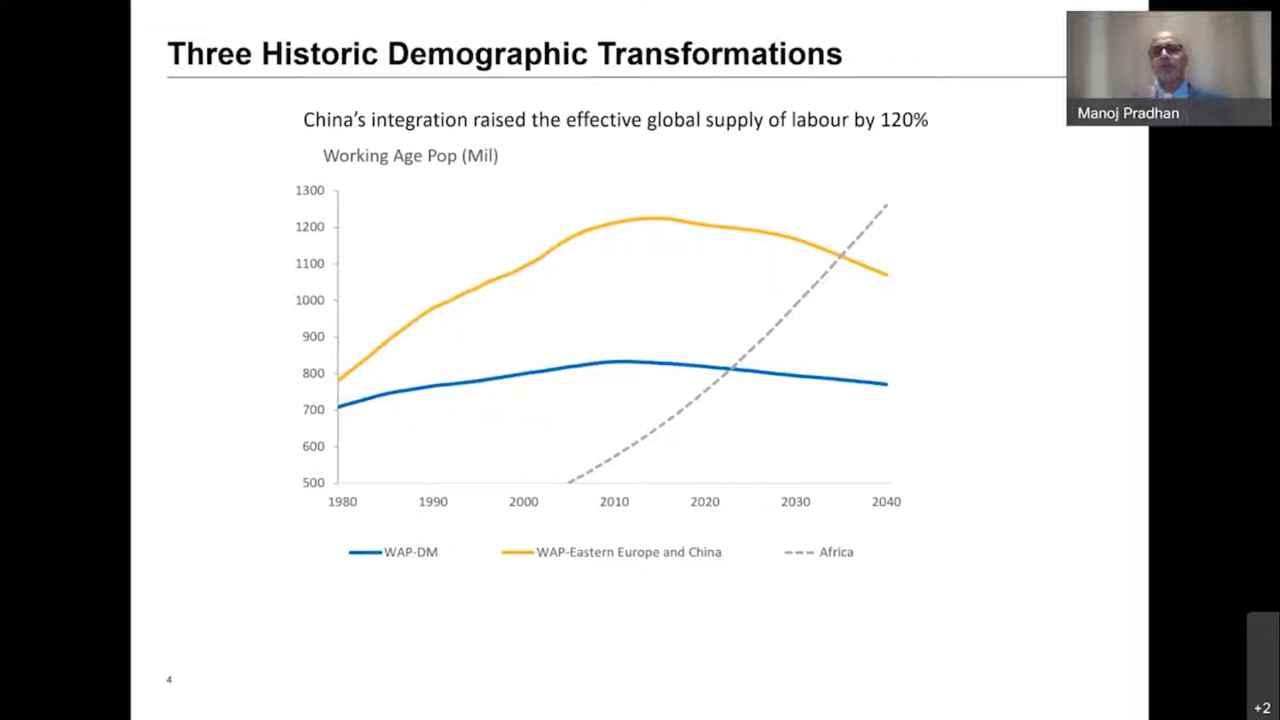 Three Historic Demographic Transformations
Manoj Pradhan
China's integration raised the effective global supply of labour by 120%
Working Age Pop (Mil)
1300
1200
1100
1000
900
800
700
600
500
1980 1990 2000 2010 2020 2030 2040
WAP-DM WAP-Eastern Europe and China Africa
4
+2